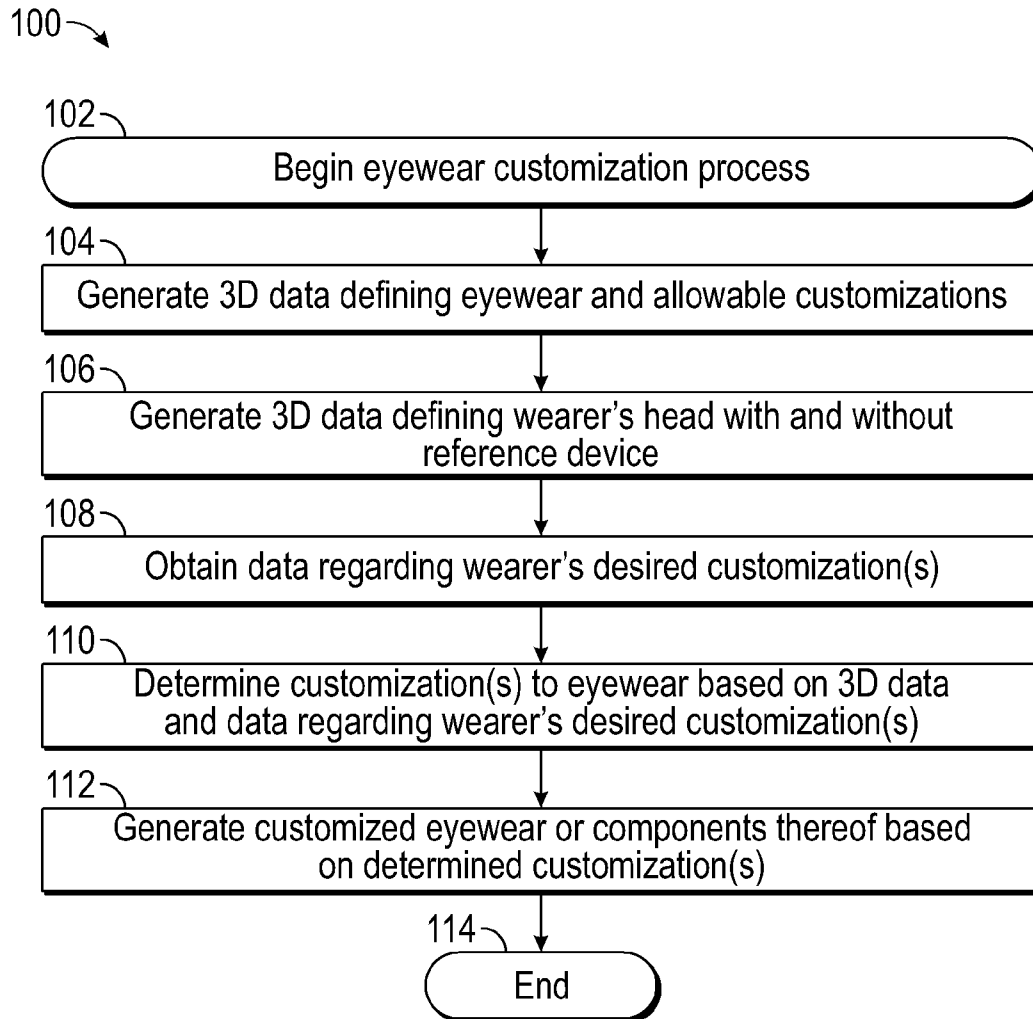 100
102
Begin eyewear customization process
104
Generate 3D data defining eyewear and allowable customizations
106
Generate 3D data defining wearer's head with and without
reference device
108
Obtain data regarding wearer's desired customization(s)
110
Determine customization(s) to eyewear based on 3D data
and data regarding wearer's desired customization(s)
112
Generate customized eyewear or components thereof based
on determined customization(s)
114
End